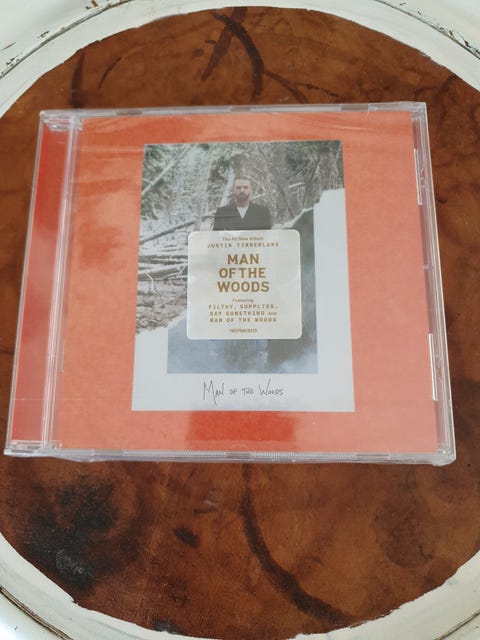 The All New Album
JUSTIN TIMBERLAKE
MAN
OF THE
WOODS
Featuring
FILTHY, SUPPLIES,
SAY SOMETHING and
MAN OF THE WOODS
MAN OF THE WOODS